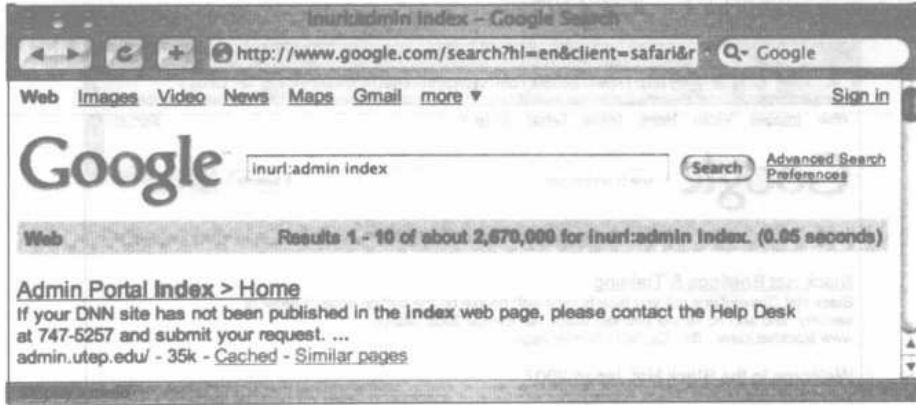 inurl:admin index – Google Search
http://www.google.com/search?hl=en&client=safari&r
Q- Google
Web Images Video News Maps Gmail more ▼ Sign in
Google inurl:admin index Search Advanced Search
Preferences
Web Results 1 - 10 of about 2,670,000 for inurl:admin index. (0.05 seconds)
Admin Portal Index > Home
If your DNN site has not been published in the Index web page, please contact the Help Desk
at 747-5257 and submit your request. ...
admin.utep.edu/ - 35k - Cached - Similar pages